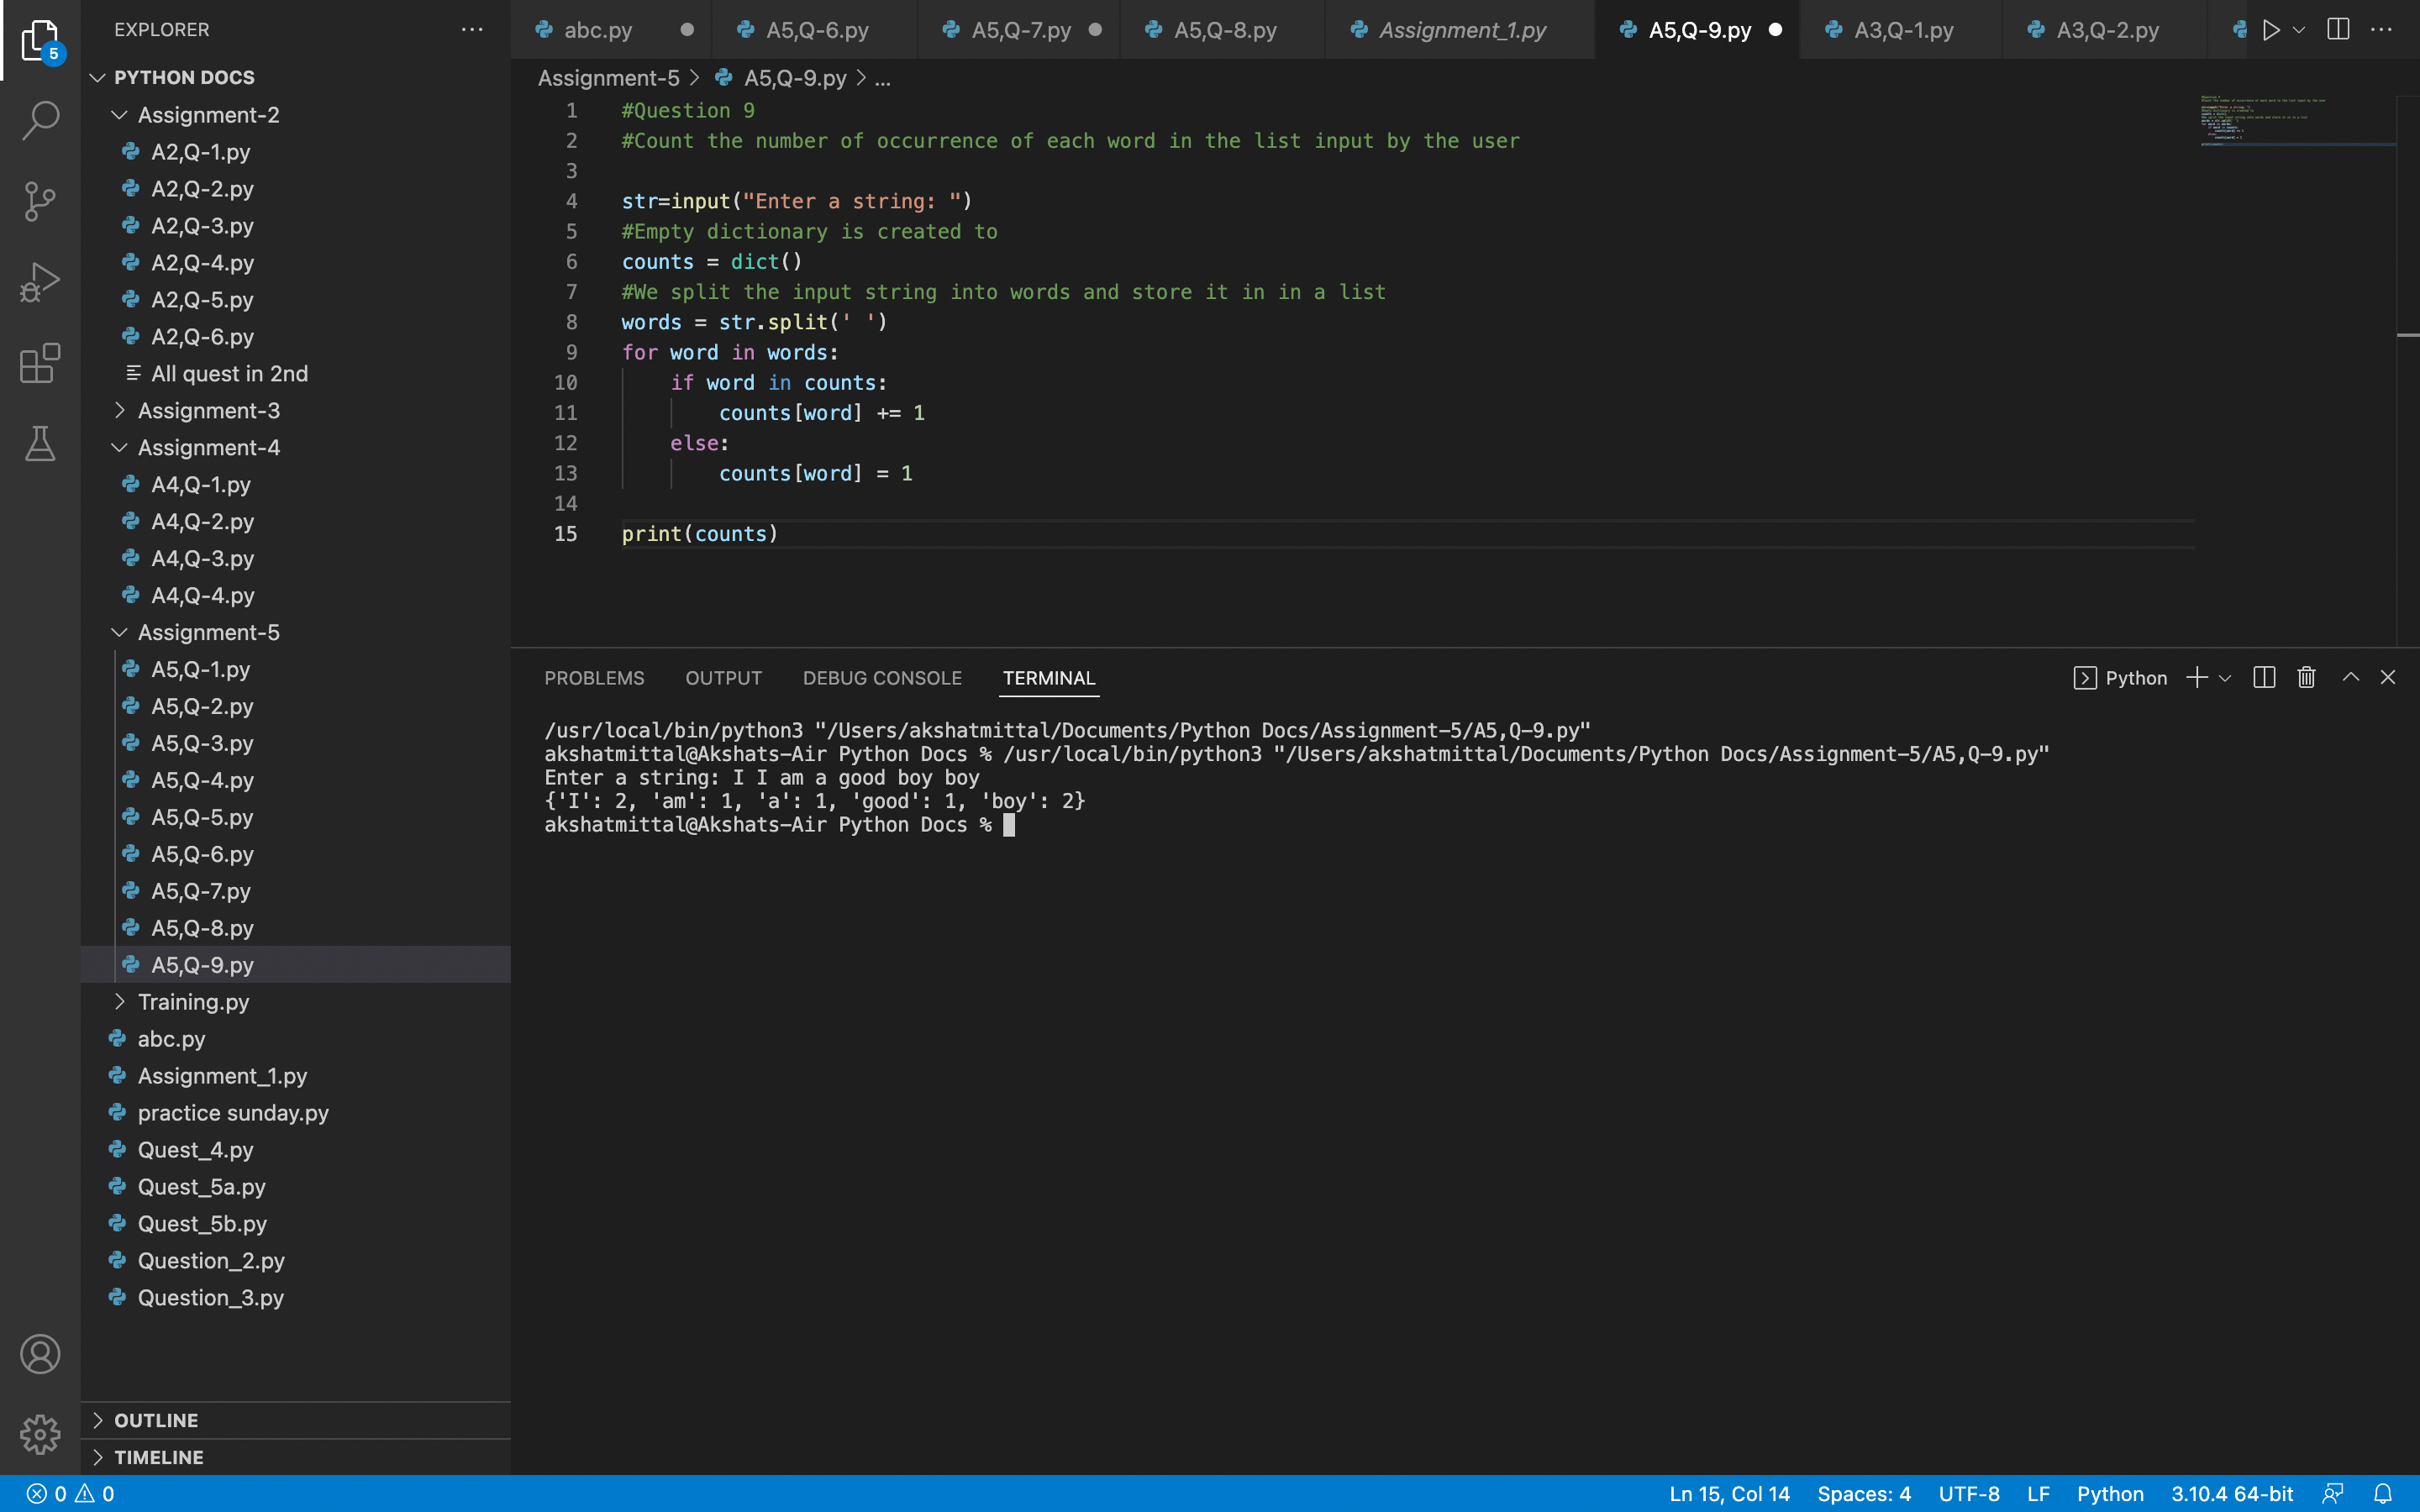 5
EXPLORER
PYTHON DOCS
Assignment-2
A2,Q-1.py
A2,Q-2.py
A2,Q-3.py
A2,Q-4.py
A2,Q-5.py
A2,Q-6.py
All quest in 2nd
Assignment-3
Assignment-4
A4,Q-1.py
A4,Q-2.py
A4,Q-3.py
A4,Q-4.py
Assignment-5
A5,Q-1.py
A5,Q-2.py
A5,Q-3.py
A5,Q-4.py
A5,Q-5.py
A5,Q-6.py
A5,Q-7.py
A5,Q-8.py
A5,Q-9.py
Training.py
abc.py
Assignment_1.py
practice sunday.py
Quest_4.py
Quest_5a.py
Quest_5b.py
Question_2.py
Question_3.py
OUTLINE
TIMELINE
abc.py A5,Q-6.py A5,Q-7.py A5,Q-8.py Assignment_1.py A5,Q-9.py A3,Q-1.py A3,Q-2.py
Assignment-5 > A5,Q-9.py > ...
1 #Question 9
2 #Count the number of occurrence of each word in the list input by the user
3
4 str=input("Enter a string: ")
5 #Empty dictionary is created to
6 counts = dict()
7 #We split the input string into words and store it in in a list
8 words = str.split(' ')
9 for word in words:
10 if word in counts:
11 counts[word] += 1
12 else:
13 counts[word] = 1
14
15 print(counts)
PROBLEMS OUTPUT DEBUG CONSOLE TERMINAL Python
/usr/local/bin/python3 "/Users/akshatmittal/Documents/Python Docs/Assignment-5/A5,Q-9.py"
akshatmittal@Akshats-Air Python Docs % /usr/local/bin/python3 "/Users/akshatmittal/Documents/Python Docs/Assignment-5/A5,Q-9.py"
Enter a string: I I am a good boy boy
{'I': 2, 'am': 1, 'a': 1, 'good': 1, 'boy': 2}
akshatmittal@Akshats-Air Python Docs %
0 0 Ln 15, Col 14 Spaces: 4 UTF-8 LF Python 3.10.4 64-bit